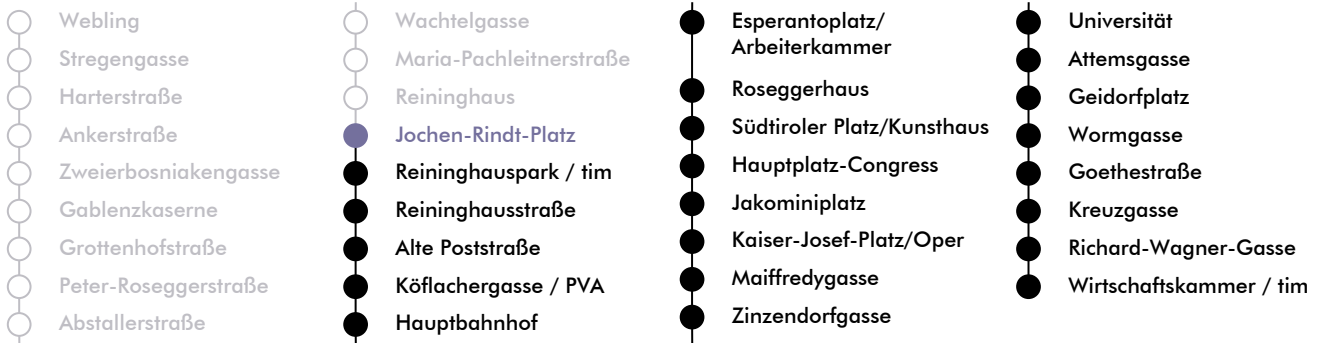 Webling
Stregengasse
Harterstraße
Ankerstraße
Zweierbosniakengasse
Gablenzkaserne
Grottenhofstraße
Peter-Roseggerstraße
Abstallerstraße
Wachtelgasse
Maria-Pachleitnerstraße
Reininghaus
Jochen-Rindt-Platz
Reininghauspark / tim
Reininghausstraße
Alte Poststraße
Köflachergasse / PVA
Hauptbahnhof
Esperantoplatz/
Arbeiterkammer
Roseggerhaus
Südtiroler Platz/Kunsthaus
Hauptplatz-Congress
Jakominiplatz
Kaiser-Josef-Platz/Oper
Maiffredygasse
Zinzendorfgasse
Universität
Attemsgasse
Geidorfplatz
Wormgasse
Goethestraße
Kreuzgasse
Richard-Wagner-Gasse
Wirtschaftskammer / tim